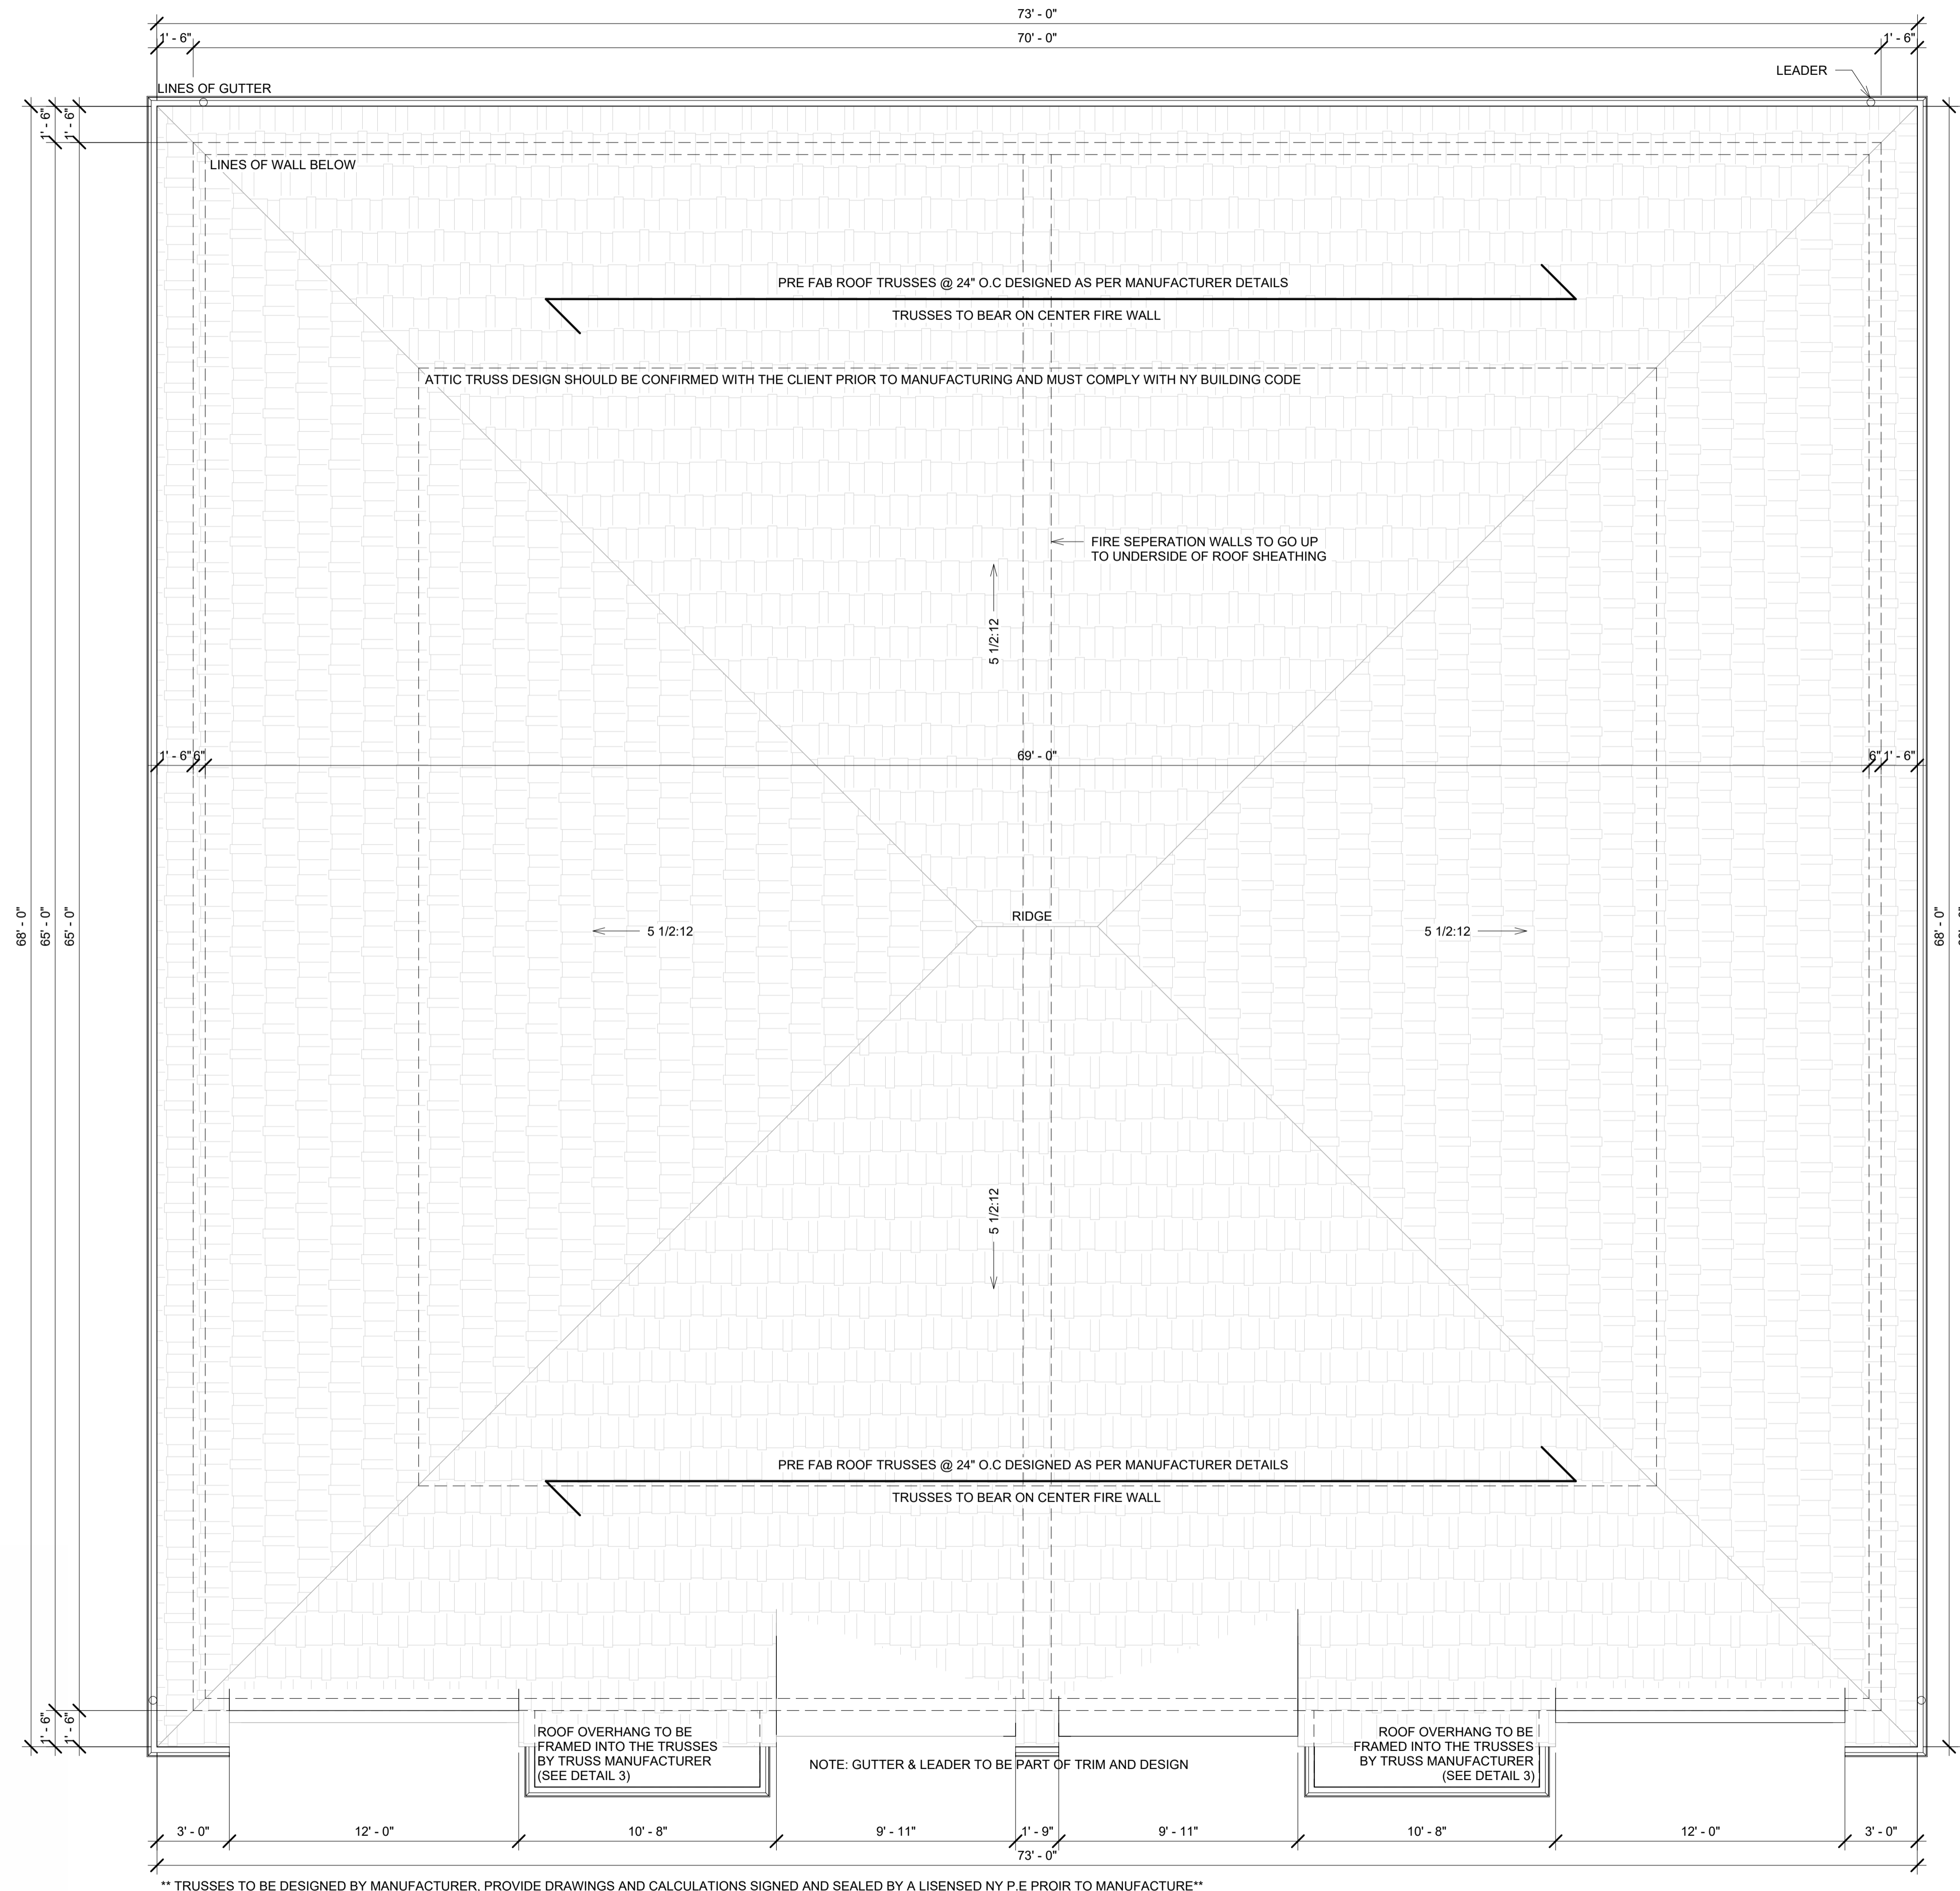 73' - 0"
1' - 6"
70' - 0"
1' - 6"
LEADER
LINES OF GUTTER
1' - 6"
1' - 6"
LINES OF WALL BELOW
PRE FAB ROOF TRUSSES @ 24" O.C DESIGNED AS PER MANUFACTURER DETAILS
TRUSSES TO BEAR ON CENTER FIRE WALL
ATTIC TRUSS DESIGN SHOULD BE CONFIRMED WITH THE CLIENT PRIOR TO MANUFACTURING AND MUST COMPLY WITH NY BUILDING CODE
FIRE SEPERATION WALLS TO GO UP
TO UNDERSIDE OF ROOF SHEATHING
5 1/2:12
1' - 6"
6"
69' - 0"
6"
1' - 6"
RIDGE
68' - 0"
65' - 0"
65' - 0"
5 1/2:12
5 1/2:12
68' - 0"
5 1/2:12
PRE FAB ROOF TRUSSES @ 24" O.C DESIGNED AS PER MANUFACTURER DETAILS
TRUSSES TO BEAR ON CENTER FIRE WALL
1' - 6"
1' - 6"
ROOF OVERHANG TO BE
FRAMED INTO THE TRUSSES
BY TRUSS MANUFACTURER
(SEE DETAIL 3)
NOTE: GUTTER & LEADER TO BE PART OF TRIM AND DESIGN
ROOF OVERHANG TO BE
FRAMED INTO THE TRUSSES
BY TRUSS MANUFACTURER
(SEE DETAIL 3)
3' - 0"
12' - 0"
10' - 8"
9' - 11"
1' - 9"
9' - 11"
10' - 8"
12' - 0"
3' - 0"
73' - 0"
** TRUSSES TO BE DESIGNED BY MANUFACTURER. PROVIDE DRAWINGS AND CALCULATIONS SIGNED AND SEALED BY A LISENSED NY P.E PROIR TO MANUFACTURE**